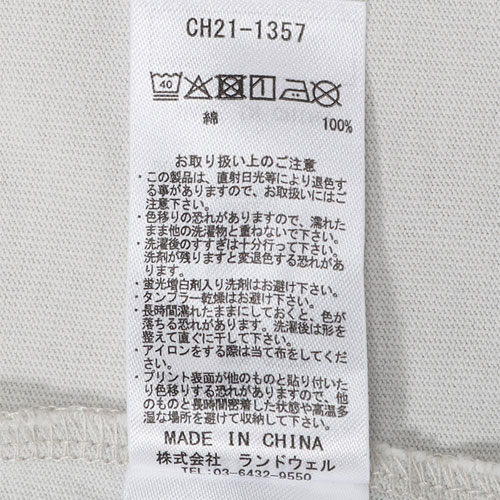 CH21-1357
40
綿 100%
お取り扱い上のご注意
・この製品は、直射日光等により退色す
る事がありますので、お取扱いにはご
注意下さい。
・色移りの恐れがありますので、濡れた
まま他の洗濯物と重ねないで下さい。
・洗濯後のすすぎは十分行って下さい。
洗剤が残りますと変退色する恐れがあ
ります。
・蛍光増白剤入り洗剤はお避け下さい。
・タンブラー乾燥はお避け下さい。
・長時間濡れたままにしておくと、色が
落ちる恐れがあります。洗濯後は形を
整えて直ぐに干して下さい。
・アイロンをする際は当て布をしてくだ
さい。
・プリント表面が他のものと貼り付いた
り色移りする恐れがありますので、他
のものと長時間密着した状態や高温多
湿な場所を避けて収納して下さい。
MADE IN CHINA
株式会社 ランドウェル
TEL: 03-6432-9550